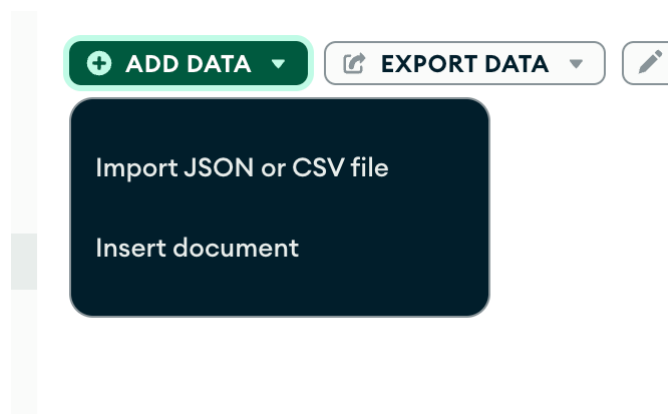 ADD DATA
EXPORT DATA
Import JSON or CSV file
Insert document